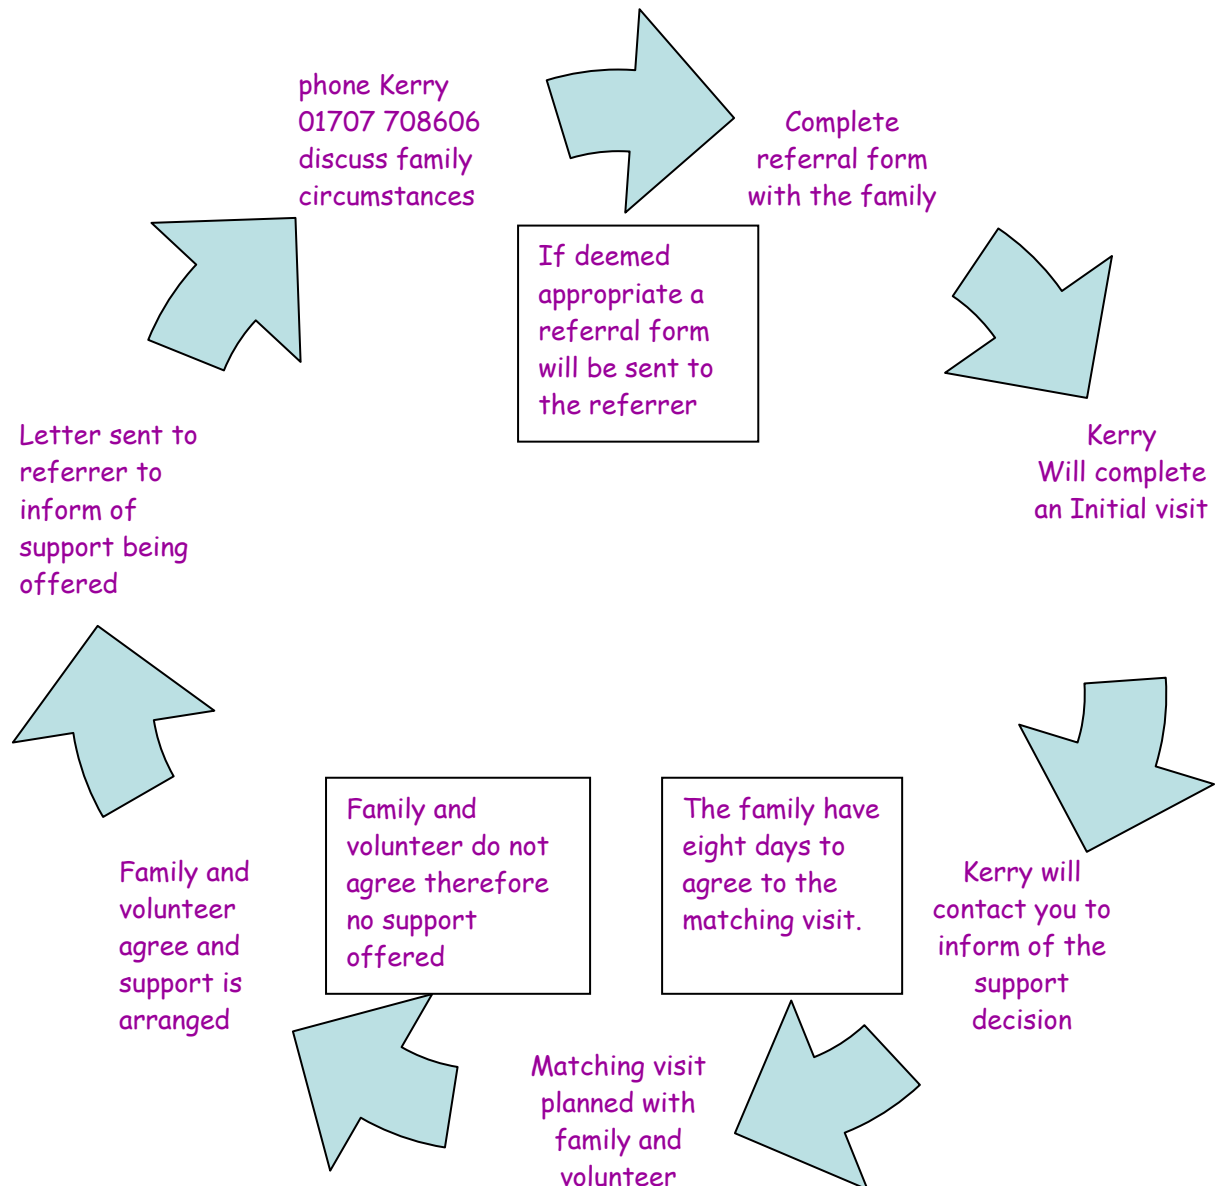 phone Kerry
01707 708606
discuss family
circumstances
Complete
referral form
with the family
If deemed
appropriate a
referral form
will be sent to
the referrer
Kerry
Will complete
an Initial visit
Kerry will
contact you to
inform of the
support
decision
The family have
eight days to
agree to the
matching visit.
Matching visit
planned with
family and
volunteer
Family and
volunteer do not
agree therefore
no support
offered
Family and
volunteer
agree and
support is
arranged
Letter sent to
referrer to
inform of
support being
offered